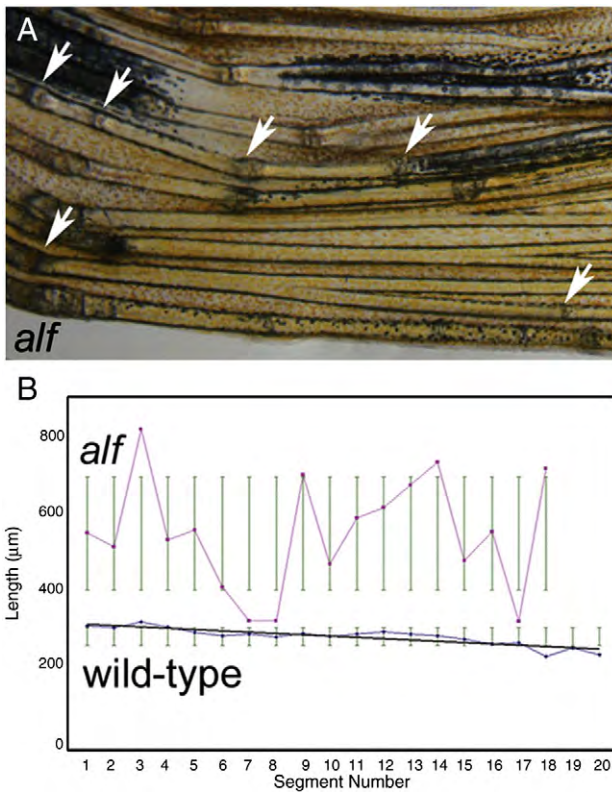 A
alf
B
800
600
400
200
0
Length (µm)
alf
wild-type
1 2 3 4 5 6 7 8 9 10 11 12 13 14 15 16 17 18 19 20
Segment Number